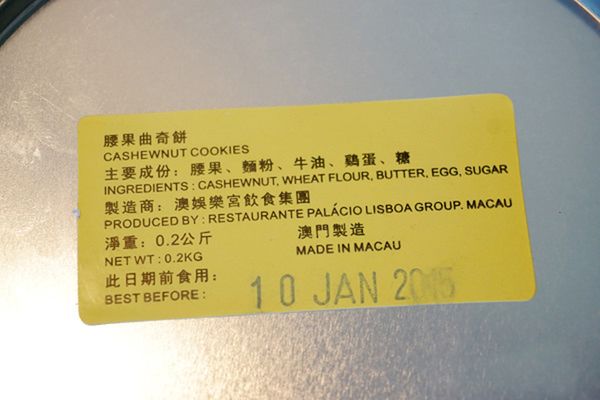 腰果曲奇餅
CASHEWNUT COOKIES
主要成份：腰果、麵粉、牛油、鷄蛋、糖
INGREDIENTS : CASHEWNUT, WHEAT FLOUR, BUTTER, EGG, SUGAR
製造商：澳娛樂宮飲食集團
PRODUCED BY : RESTAURANTE PALÁCIO LISBOA GROUP. MACAU
淨重：0.2公斤 澳門製造
NET WT : 0.2KG MADE IN MACAU
此日期前食用：
BEST BEFORE : 10 JAN 2015